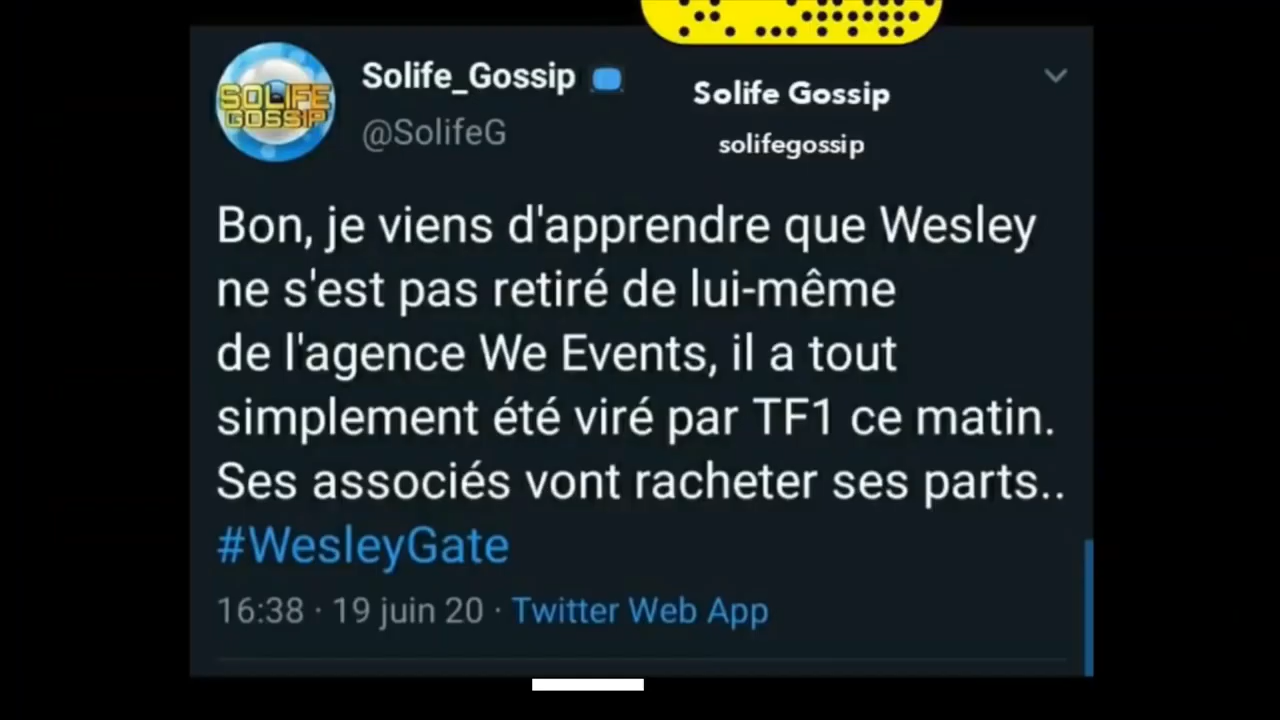 SOLIFE
GOSSIP
Solife_Gossip
@SolifeG
Solife Gossip
solifegossip
Bon, je viens d'apprendre que Wesley
ne s'est pas retiré de lui-même
de l'agence We Events, il a tout
simplement été viré par TF1 ce matin.
Ses associés vont racheter ses parts..
#WesleyGate
16:38 · 19 juin 20 · Twitter Web App